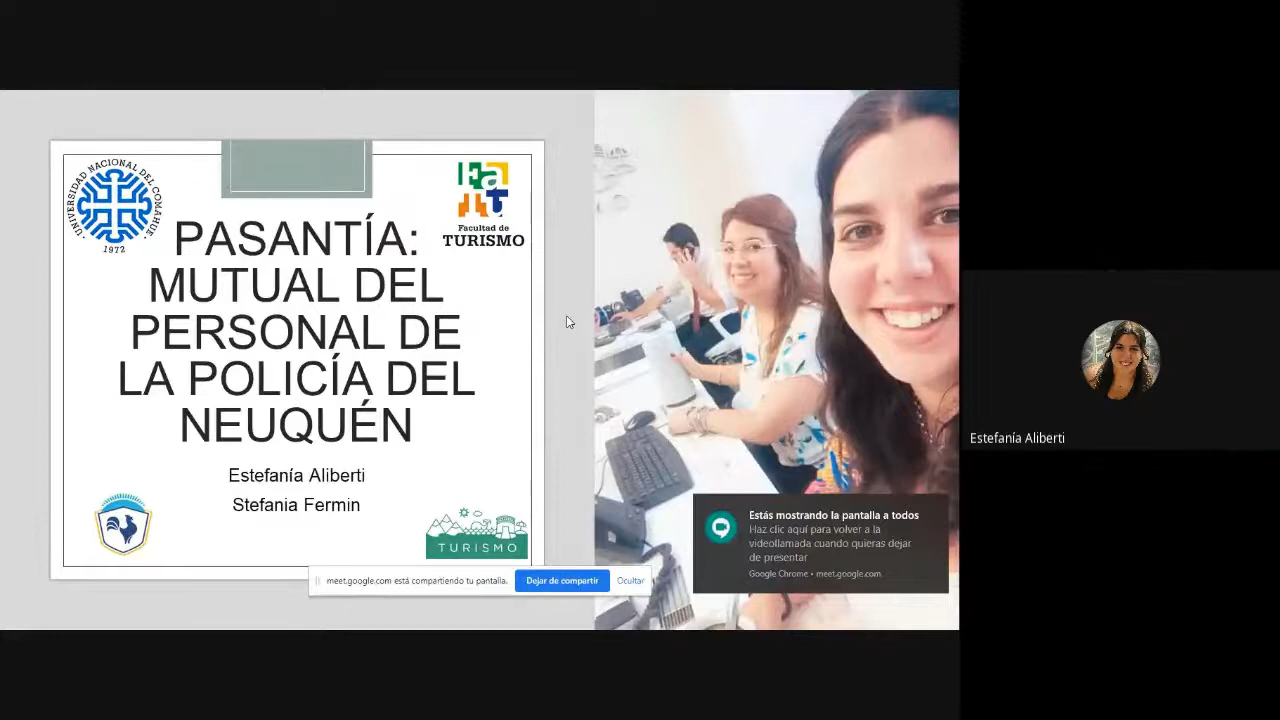 UNIVERSIDAD NACIONAL DEL COMAHUE
1972
FaTu
Facultad de
TURISMO
PASANTÍA:
MUTUAL DEL
PERSONAL DE
LA POLICÍA DEL
NEUQUÉN
Estefanía Aliberti
Stefania Fermin
TURISMO
meet.google.com está compartiendo tu pantalla.
Dejar de compartir
Ocultar
Estás mostrando la pantalla a todos
Haz clic aquí para volver a la
videollamada cuando quieras dejar
de presentar
Google Chrome • meet.google.com
Estefanía Aliberti